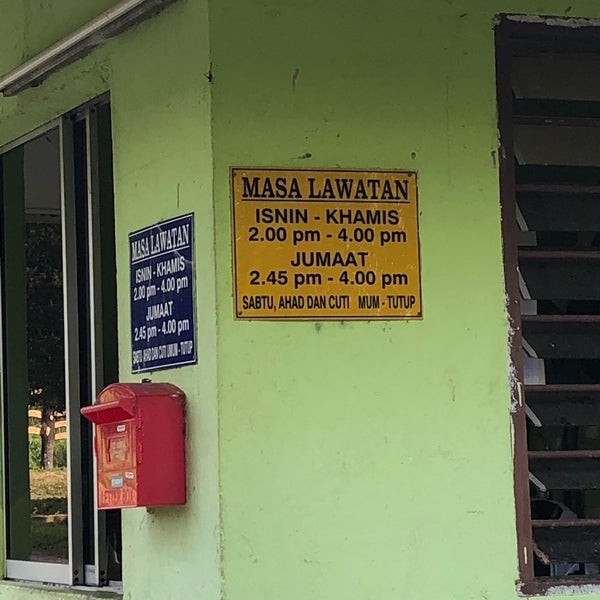 MASA LAWATAN
ISNIN - KHAMIS
2.00 pm - 4.00 pm
JUMAAT
2.45 pm - 4.00 pm
SABTU, AHAD DAN CUTI UMUM - TUTUP
MASA LAWATAN
ISNIN - KHAMIS
2.00 pm - 4.00 pm
JUMAAT
2.45 pm - 4.00 pm
SABTU, AHAD DAN CUTI MUM - TUTUP
LETTER BOX